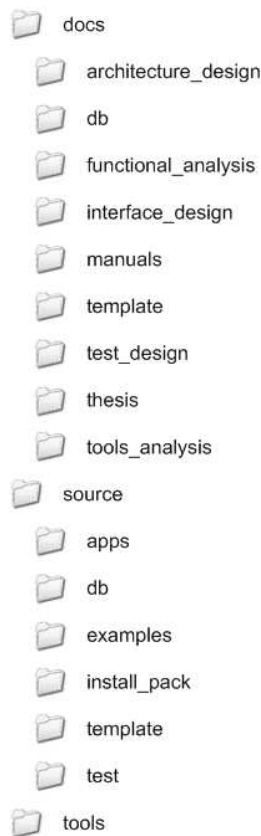 docs
architecture_design
db
functional_analysis
interface_design
manuals
template
test_design
thesis
tools_analysis
source
apps
db
examples
install_pack
template
test
tools